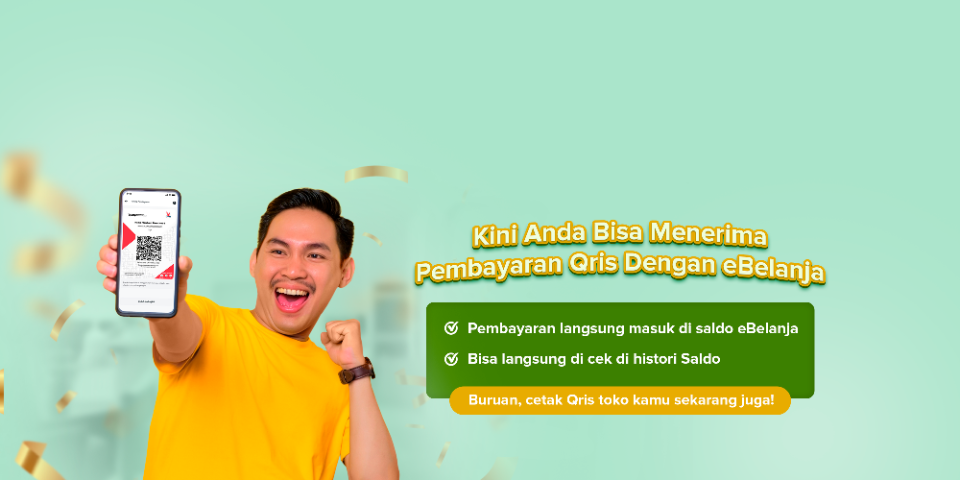 Kini Anda Bisa Menerima
Pembayaran Qris Dengan eBelanja
Pembayaran langsung masuk di saldo eBelanja
Bisa langsung di cek di histori Saldo
Buruan, cetak Qris toko kamu sekarang juga!